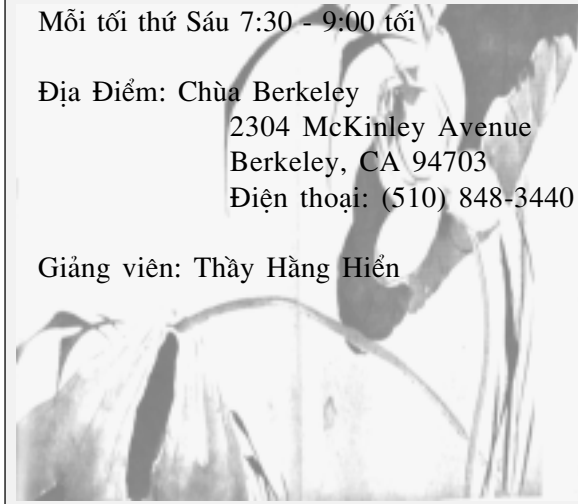 Mỗi tối thứ Sáu 7:30 - 9:00 tối
Địa Điểm: Chùa Berkeley
2304 McKinley Avenue
Berkeley, CA 94703
Điện thoại: (510) 848-3440
Giảng viên: Thầy Hằng Hiển